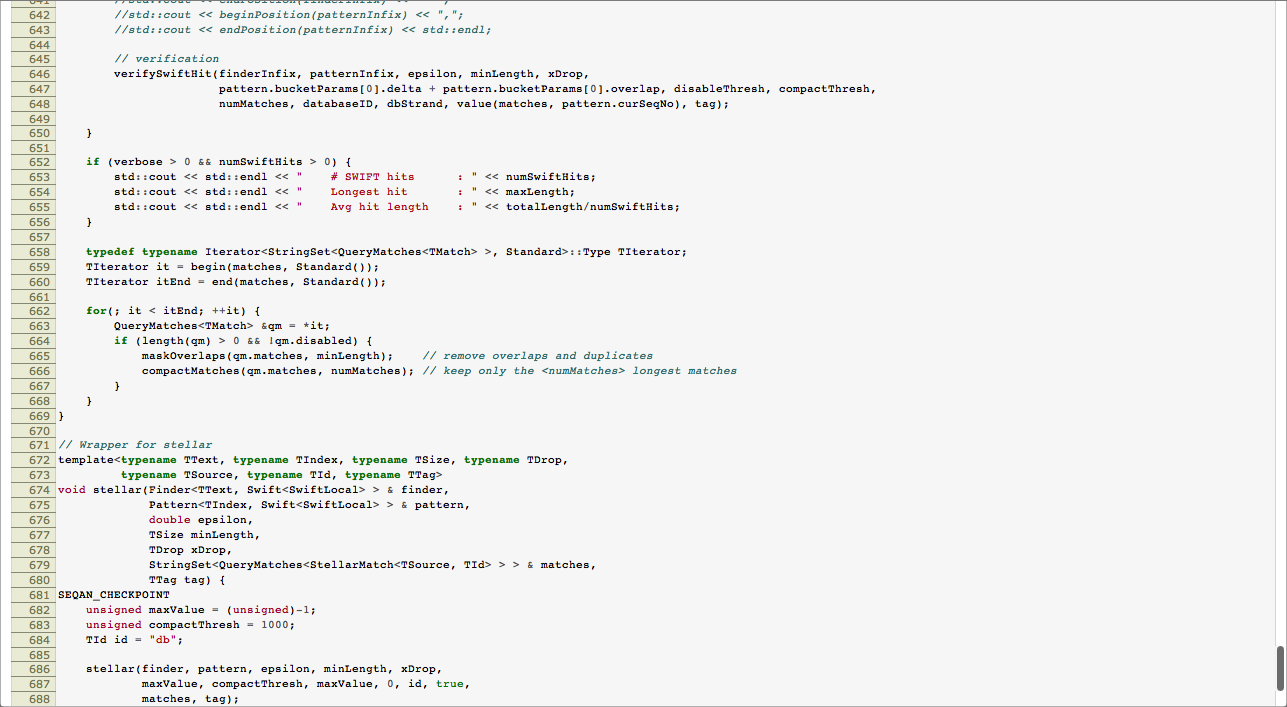 642 //std::cout << beginPosition(patternInfix) << ",";
643 //std::cout << endPosition(patternInfix) << std::endl;
644
645 // verification
646 verifySwiftHit(finderInfix, patternInfix, epsilon, minLength, xDrop,
647 pattern.bucketParams[0].delta + pattern.bucketParams[0].overlap, disableThresh, compactThresh,
648 numMatches, databaseID, dbStrand, value(matches, pattern.curSeqNo), tag);
649
650 }
651
652 if (verbose > 0 && numSwiftHits > 0) {
653 std::cout << std::endl << "    # SWIFT hits      : " << numSwiftHits;
654 std::cout << std::endl << "    Longest hit       : " << maxLength;
655 std::cout << std::endl << "    Avg hit length    : " << totalLength/numSwiftHits;
656 }
657
658 typedef typename Iterator<StringSet<QueryMatches<TMatch> >, Standard>::Type TIterator;
659 TIterator it = begin(matches, Standard());
660 TIterator itEnd = end(matches, Standard());
661
662 for(; it < itEnd; ++it) {
663 QueryMatches<TMatch> &qm = *it;
664 if (length(qm) > 0 && !qm.disabled) {
665 maskOverlaps(qm.matches, minLength);    // remove overlaps and duplicates
666 compactMatches(qm.matches, numMatches); // keep only the <numMatches> longest matches
667 }
668 }
669 }
670
671 // Wrapper for stellar
672 template<typename TText, typename TIndex, typename TSize, typename TDrop,
673 typename TSource, typename TId, typename TTag>
674 void stellar(Finder<TText, Swift<SwiftLocal> > & finder,
675 Pattern<TIndex, Swift<SwiftLocal> > & pattern,
676 double epsilon,
677 TSize minLength,
678 TDrop xDrop,
679 StringSet<QueryMatches<StellarMatch<TSource, TId> > > & matches,
680 TTag tag) {
681 SEQAN_CHECKPOINT
682 unsigned maxValue = (unsigned)-1;
683 unsigned compactThresh = 1000;
684 TId id = "db";
685
686 stellar(finder, pattern, epsilon, minLength, xDrop,
687 maxValue, compactThresh, maxValue, 0, id, true,
688 matches, tag);